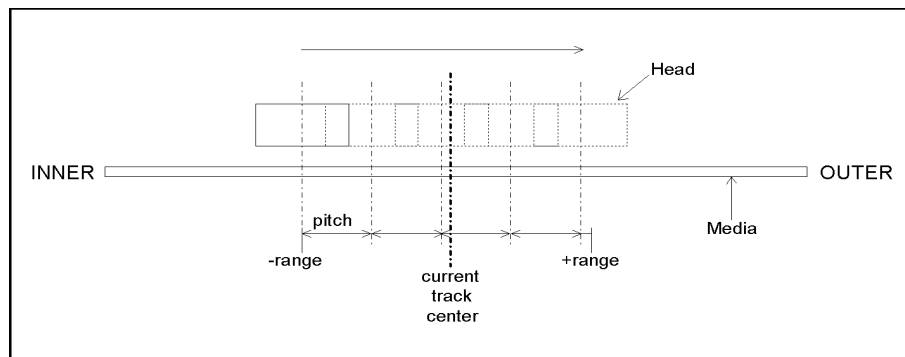 Head
INNER
OUTER
pitch
Media
-range
+range
current
track
center